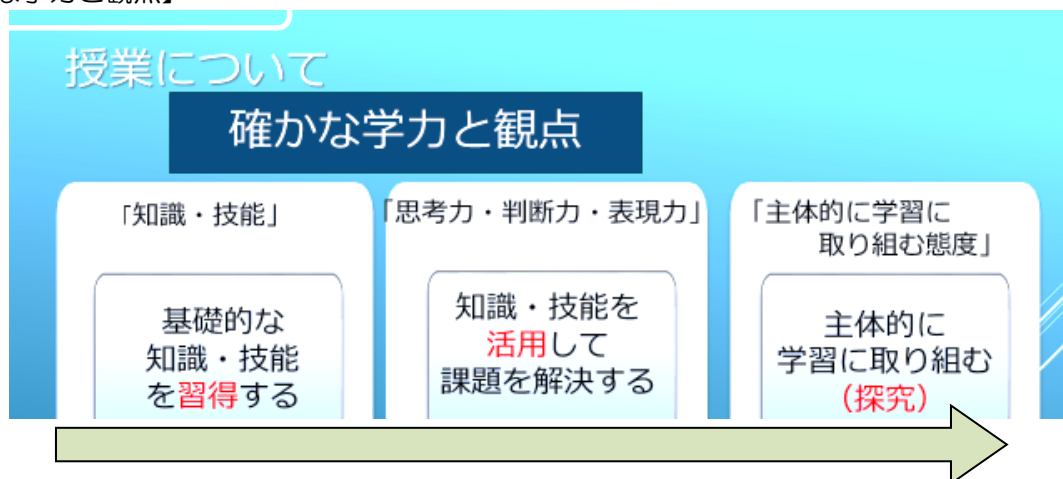 授業について
確かな学力と観点
「知識・技能」
基礎的な
知識・技能
を習得する
「思考力・判断力・表現力」
知識・技能を
活用して
課題を解決する
「主体的に学習に
取り組む態度」
主体的に
学習に取り組む
（探究）